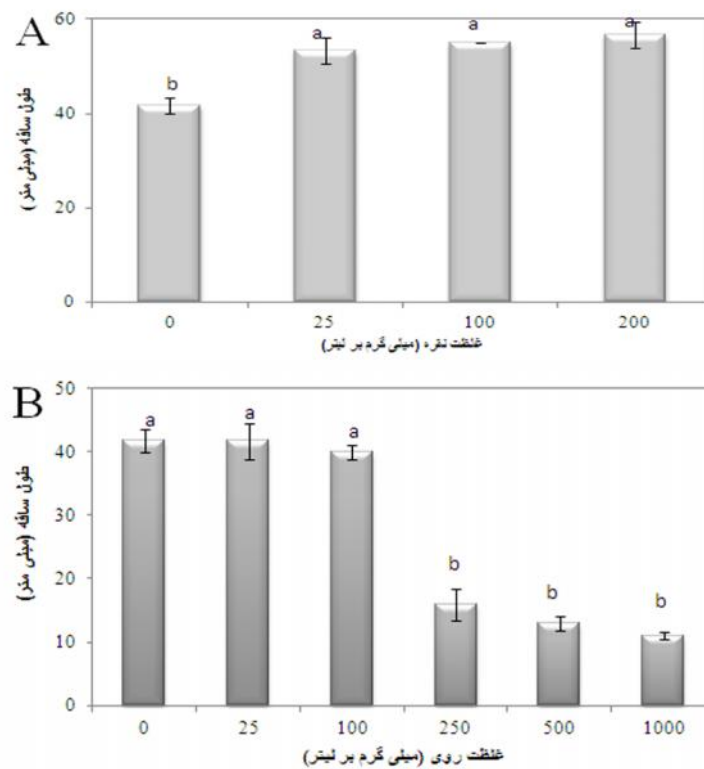 A
60
40
20
0
طول ساقه (میلی متر)
b
a
a
a
0 25 100 200
غلظت نقره (میلی گرم بر لیتر)
B
50
40
30
20
10
0
طول ساقه (میلی متر)
a
a
a
b
b
b
0 25 100 250 500 1000
غلظت روی (میلی گرم بر لیتر)